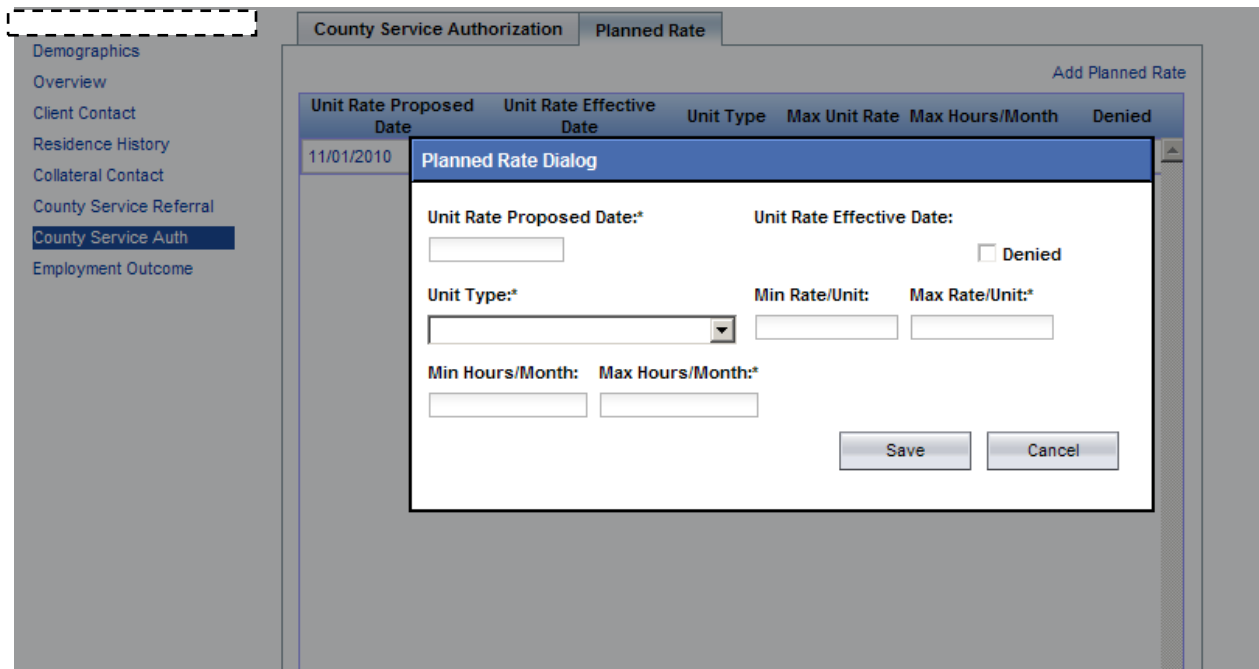 Demographics
Overview
Client Contact
Residence History
Collateral Contact
County Service Referral
County Service Auth
Employment Outcome
County Service Authorization Planned Rate
Add Planned Rate
Unit Rate Proposed Date Unit Rate Effective Date Unit Type Max Unit Rate Max Hours/Month Denied
11/01/2010
Planned Rate Dialog
Unit Rate Proposed Date:* Unit Rate Effective Date:
Denied
Unit Type:* Min Rate/Unit: Max Rate/Unit:*
Min Hours/Month: Max Hours/Month:*
Save Cancel